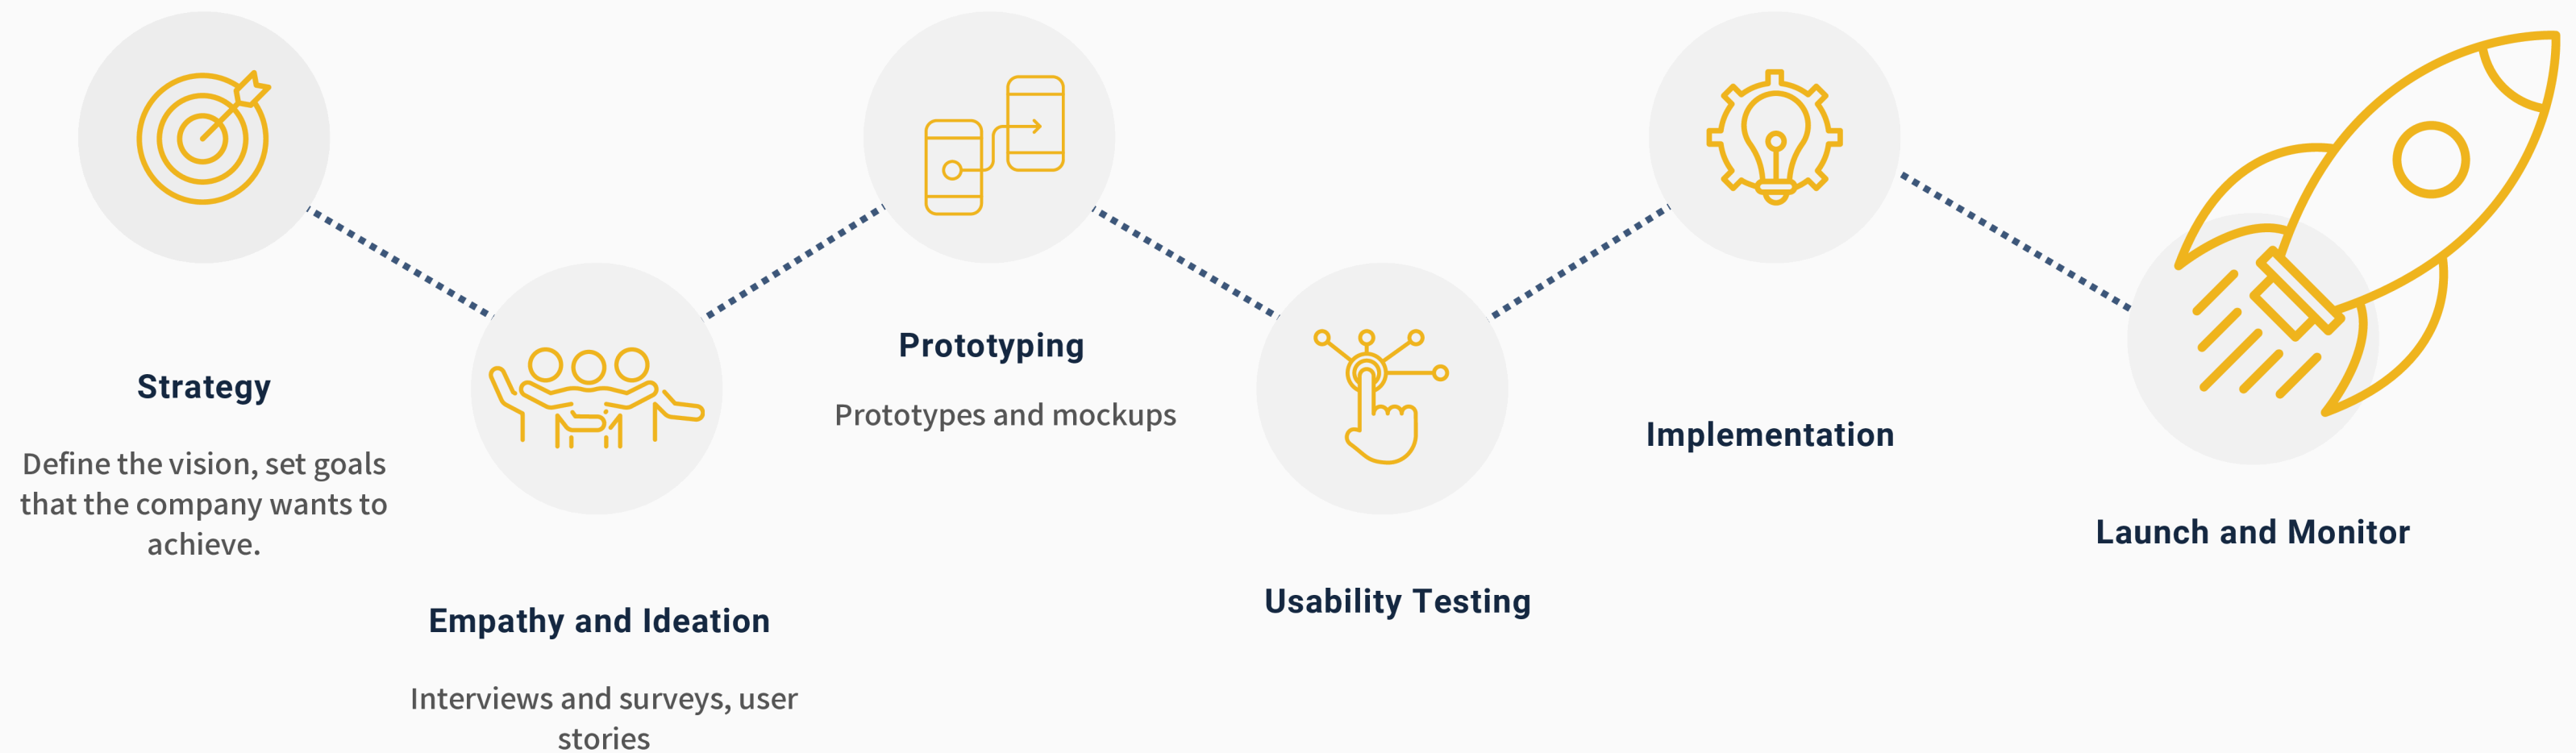 Strategy
Define the vision, set goals
that the company wants to
achieve.
Empathy and Ideation
Interviews and surveys, user
stories
Prototyping
Prototypes and mockups
Usability Testing
Implementation
Launch and Monitor